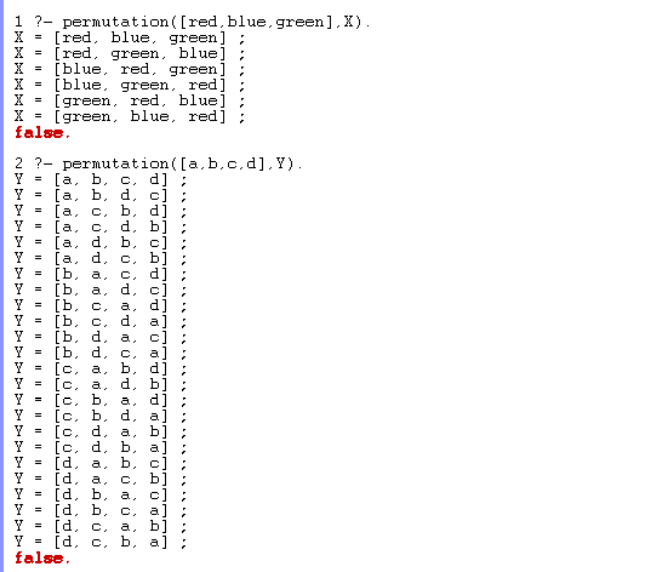 1 ?- permutation([red,blue,green],X).
X = [red, blue, green] ;
X = [red, green, blue] ;
X = [blue, red, green] ;
X = [blue, green, red] ;
X = [green, red, blue] ;
X = [green, blue, red] ;
false.
2 ?- permutation([a,b,c,d],Y).
Y = [a, b, c, d] ;
Y = [a, b, d, c] ;
Y = [a, c, b, d] ;
Y = [a, c, d, b] ;
Y = [a, d, b, c] ;
Y = [a, d, c, b] ;
Y = [b, a, c, d] ;
Y = [b, a, d, c] ;
Y = [b, c, a, d] ;
Y = [b, c, d, a] ;
Y = [b, d, a, c] ;
Y = [b, d, c, a] ;
Y = [c, a, b, d] ;
Y = [c, a, d, b] ;
Y = [c, b, a, d] ;
Y = [c, b, d, a] ;
Y = [c, d, a, b] ;
Y = [c, d, b, a] ;
Y = [d, a, b, c] ;
Y = [d, a, c, b] ;
Y = [d, b, a, c] ;
Y = [d, b, c, a] ;
Y = [d, c, a, b] ;
Y = [d, c, b, a] ;
false.